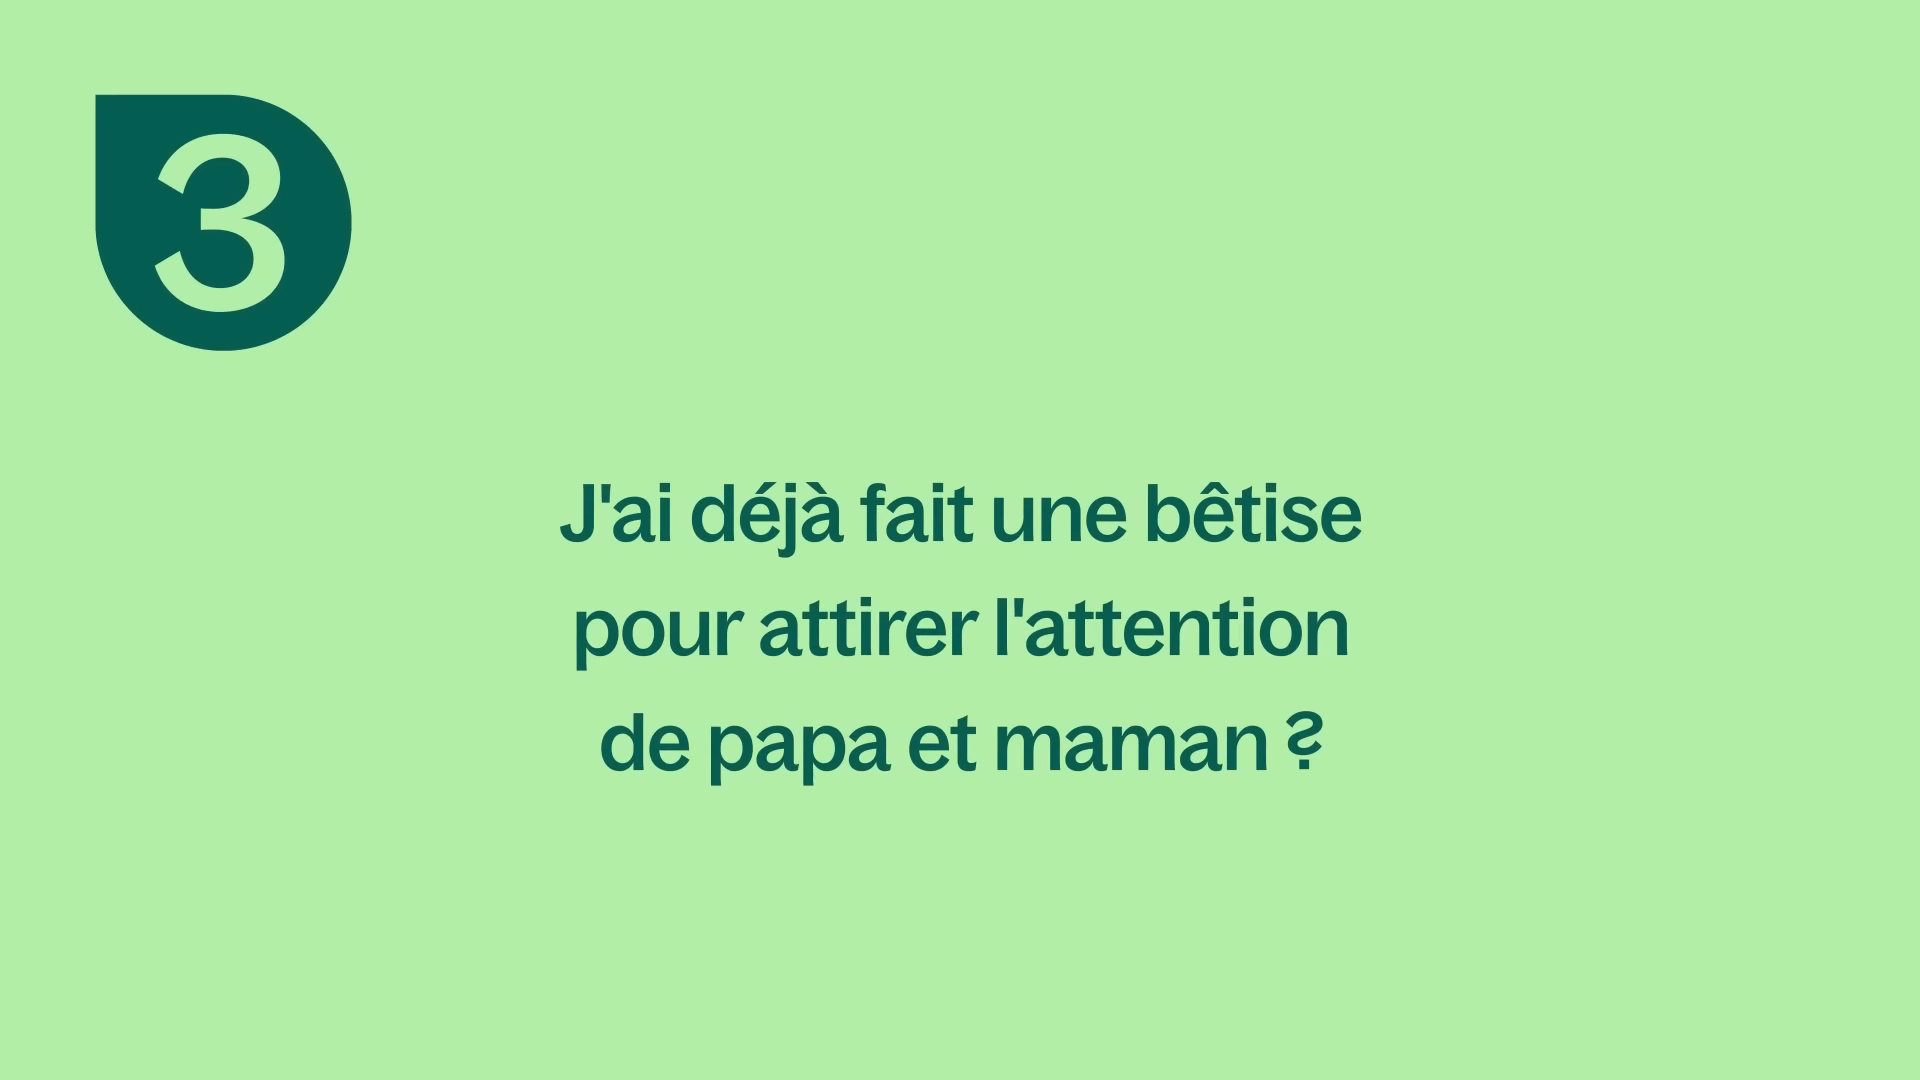 3
J'ai déjà fait une bêtise
pour attirer l'attention
de papa et maman ?